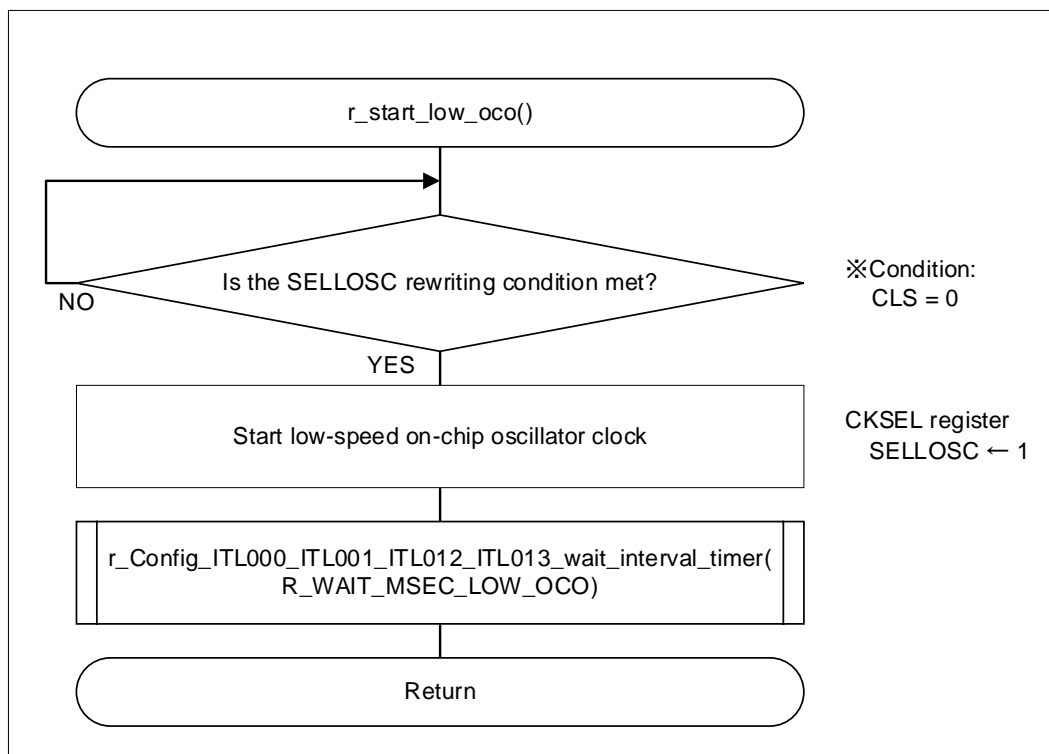 r_start_low_oco()
Is the SELLOSC rewriting condition met?
※Condition:
CLS = 0
NO
YES
Start low-speed on-chip oscillator clock
CKSEL register
SELLOSC ← 1
r_Config_ITL000_ITL001_ITL012_ITL013_wait_interval_timer(
R_WAIT_MSEC_LOW_OCO)
Return